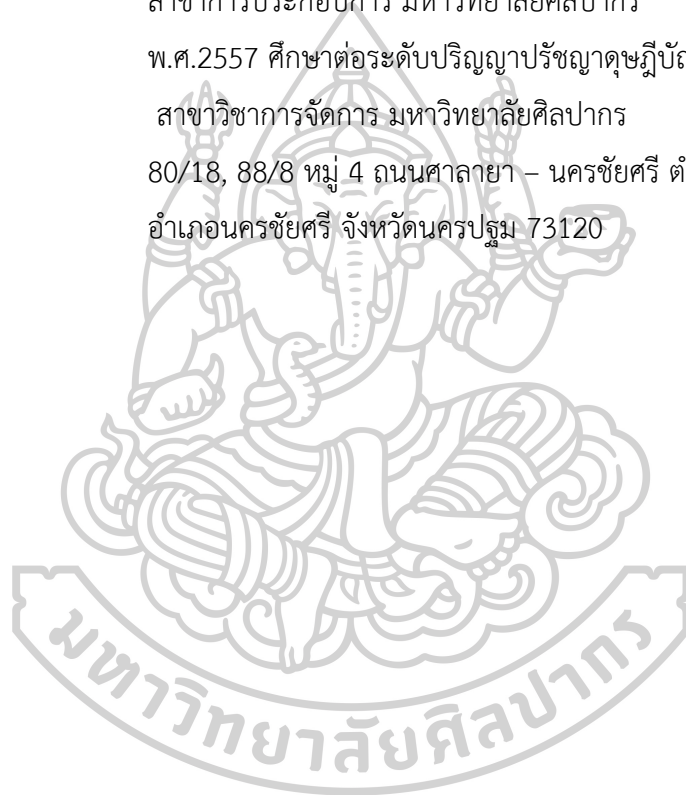 สาขาการประกอบการ มหาวิทยาลัยศิลปากร
พ.ศ.2557 ศึกษาต่อระดับปริญญาปรัชญาดุษฎีบัณ
สาขาวิชาการจัดการ มหาวิทยาลัยศิลปากร
80/18, 88/8 หมู่ 4 ถนนศาลายา – นครชัยศรี ตำ
อำเภอนครชัยศรี จังหวัดนครปฐม 73120
มหาวิทยาลัยศิลปากร